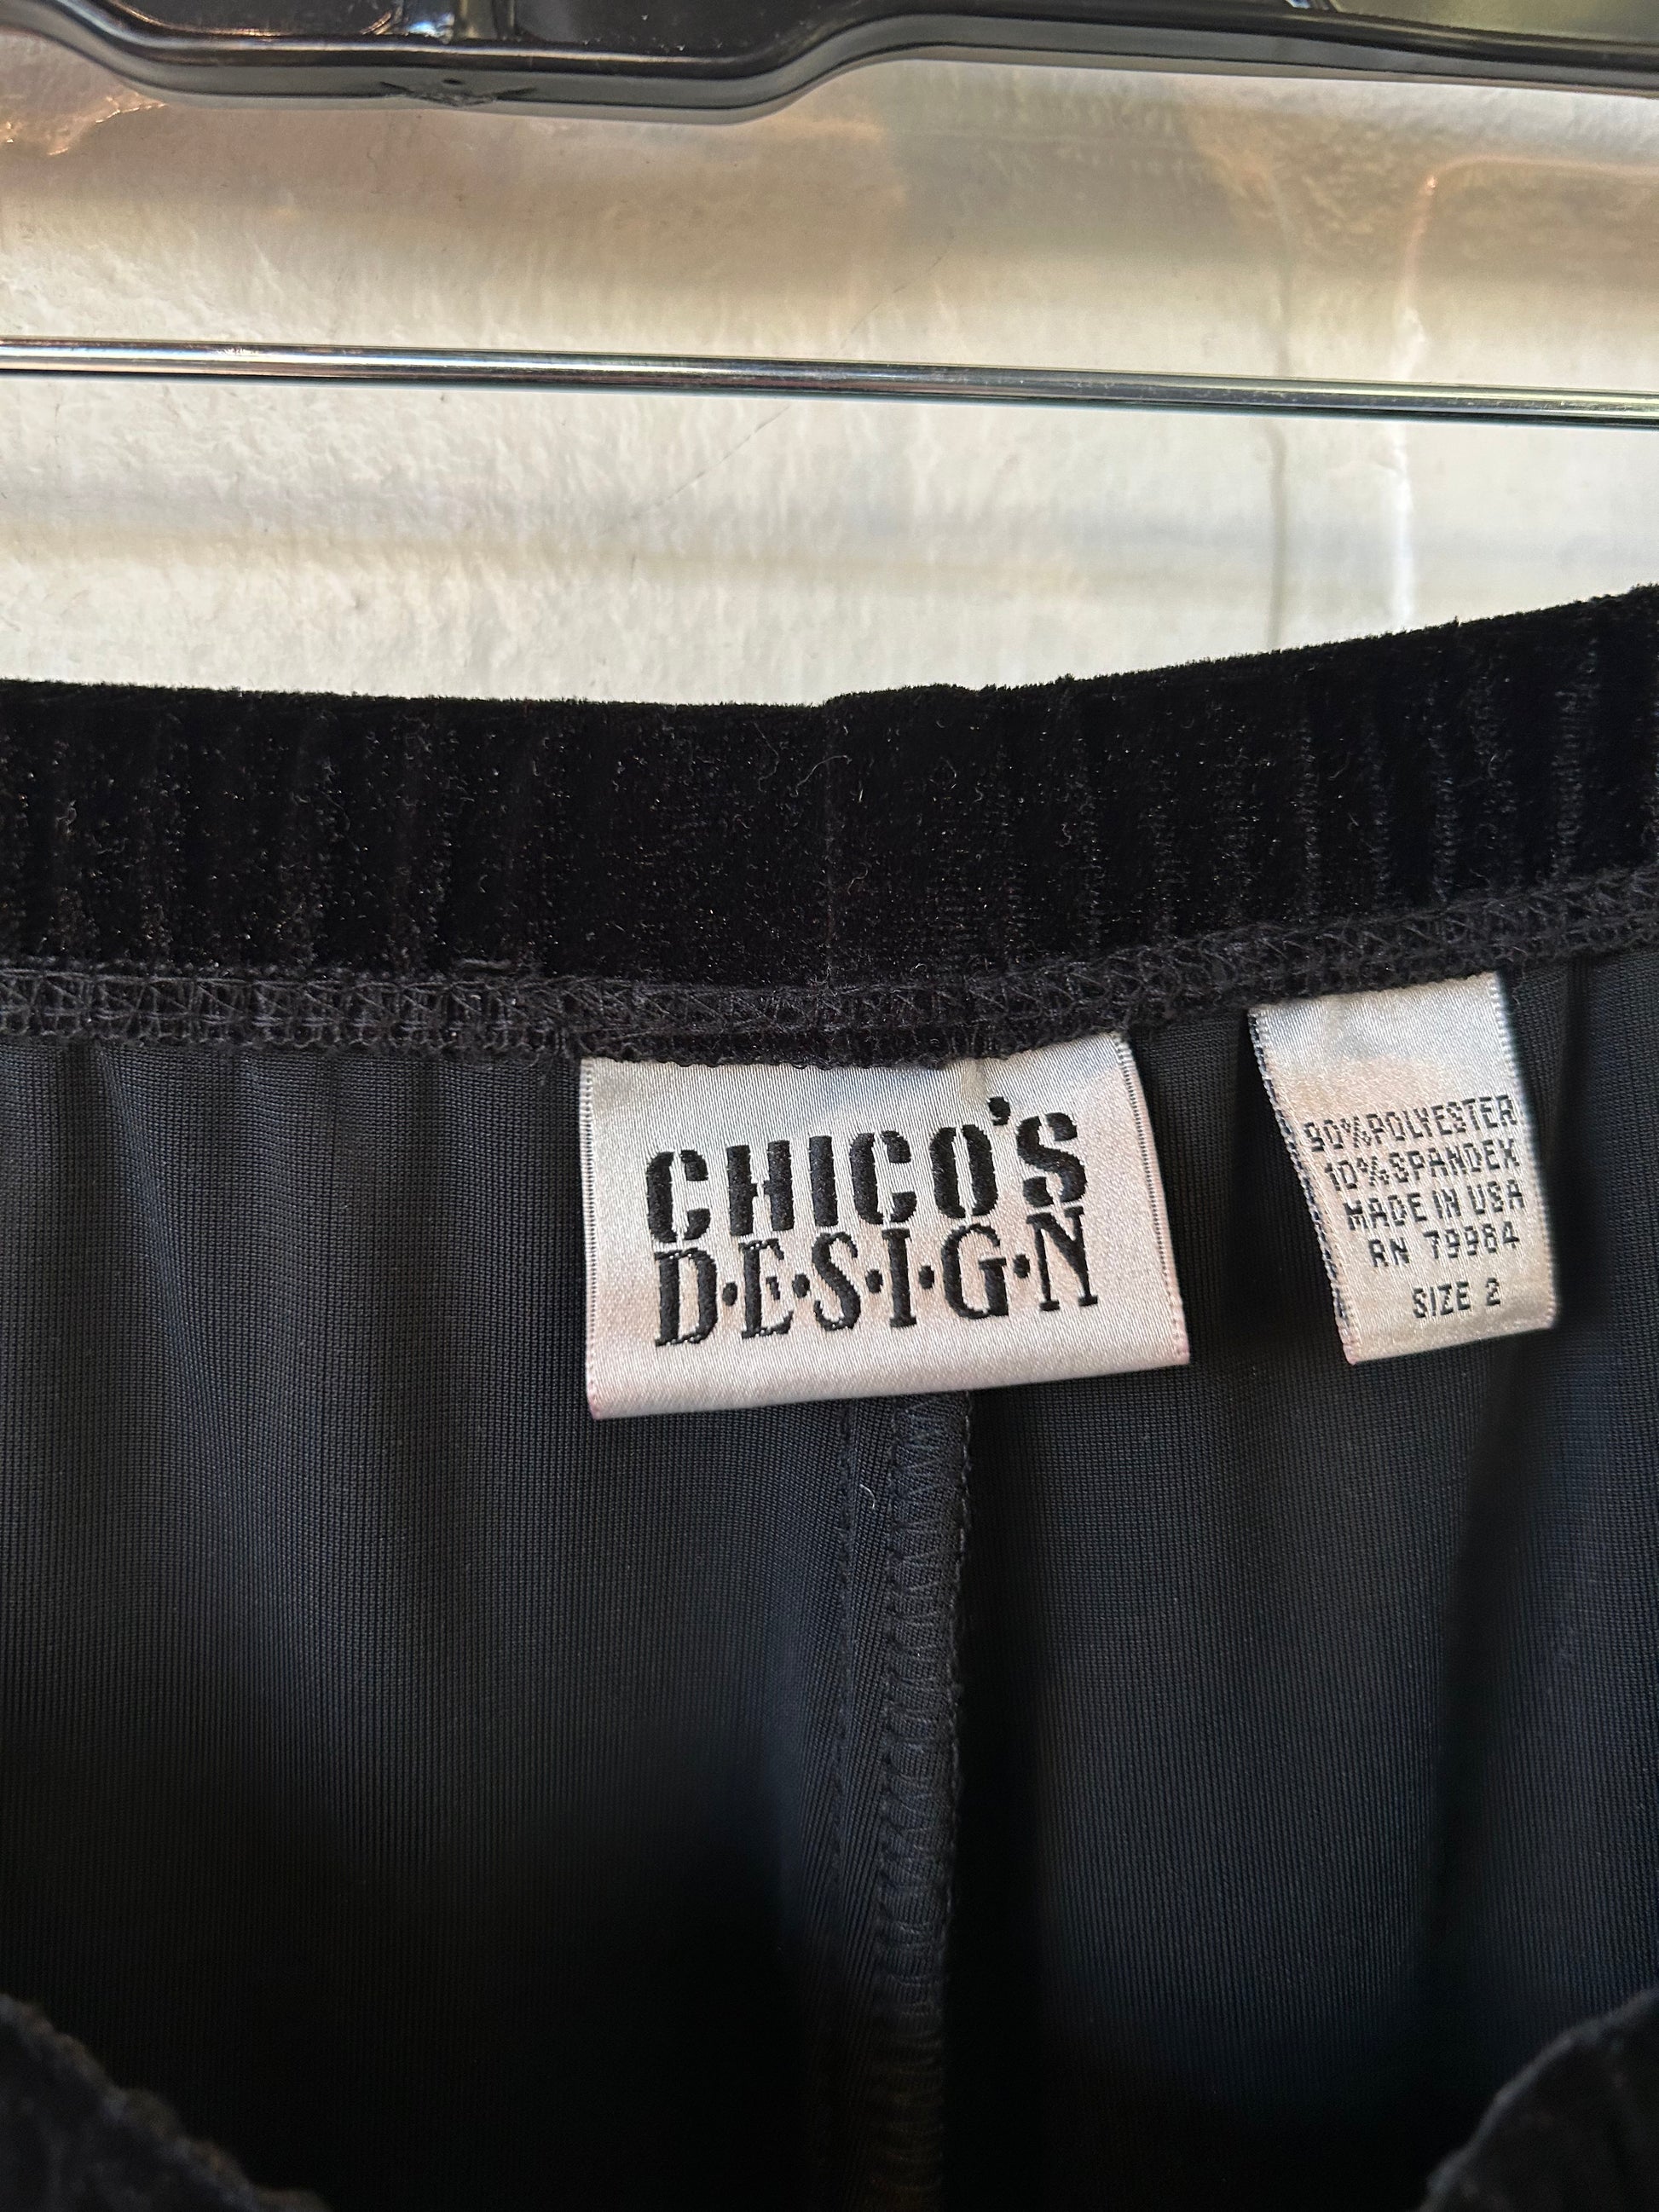 CHICO'S
D·E·S·I·G·N
90%POLYESTER
10%SPANDEX
MADE IN USA
RN 79984
SIZE 2